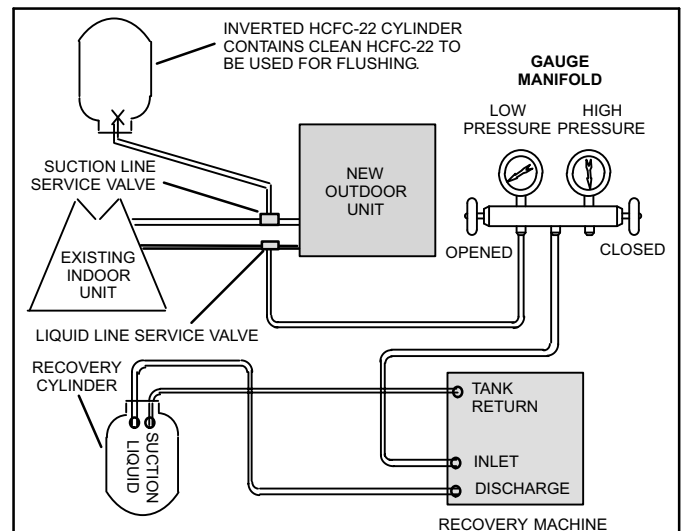 INVERTED HCFC-22 CYLINDER
CONTAINS CLEAN HCFC-22 TO
BE USED FOR FLUSHING.
GAUGE
MANIFOLD
LOW
PRESSURE
HIGH
PRESSURE
SUCTION LINE
SERVICE VALVE
NEW
OUTDOOR
UNIT
OPENED
CLOSED
EXISTING
INDOOR
UNIT
LIQUID LINE SERVICE VALVE
RECOVERY
CYLINDER
LIQUID
SUCTION
TANK
RETURN
INLET
DISCHARGE
RECOVERY MACHINE